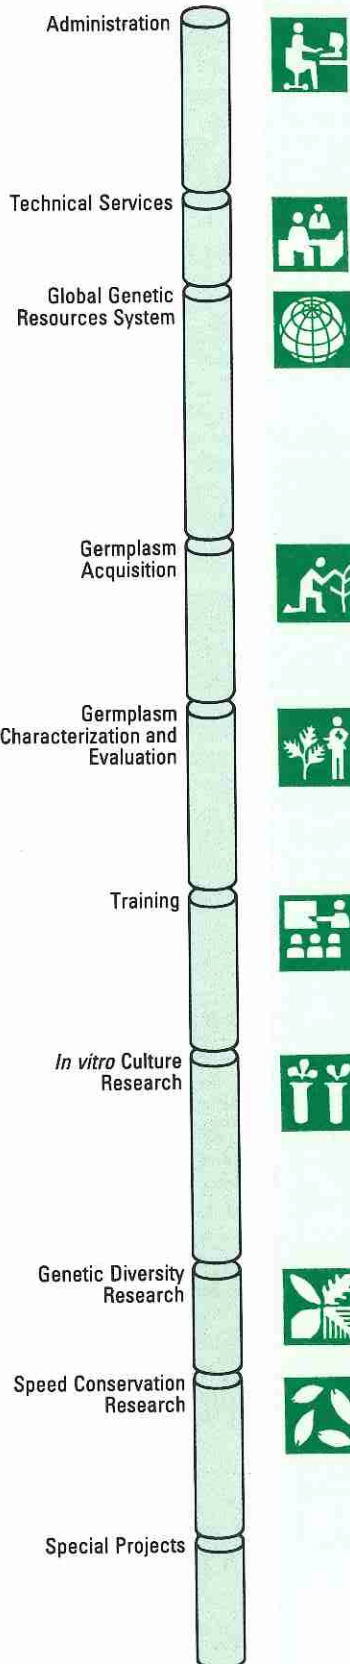 Administration
Technical Services
Global Genetic
Resources System
Germplasm
Acquisition
Germplasm
Characterization and
Evaluation
Training
In vitro Culture
Research
Genetic Diversity
Research
Speed Conservation
Research
Special Projects